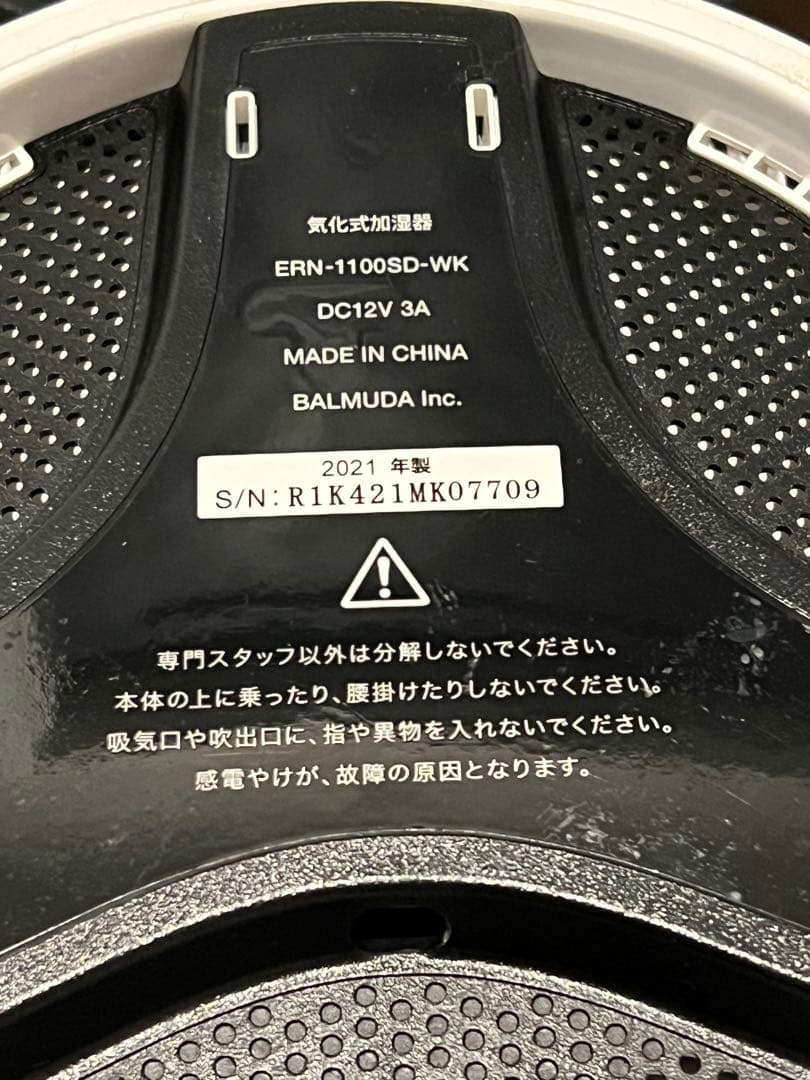 気化式加湿器
ERN-1100SD-WK
DC12V 3A
MADE IN CHINA
BALMUDA Inc.
2021 年製
S/N: R1K421MK07709
専門スタッフ以外は分解しないでください。
本体の上に乗ったり、腰掛けたりしないでください。
吸気口や吹出口に、指や異物を入れないでください。
感電やけが、故障の原因となります。